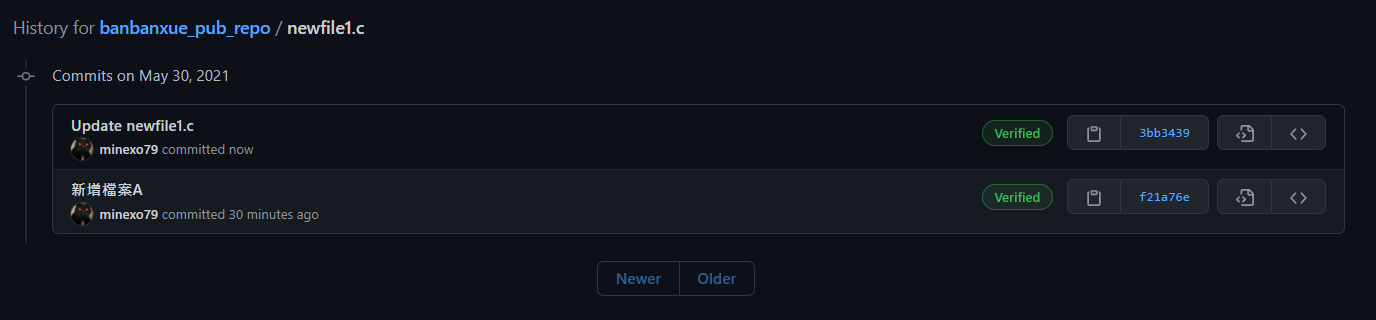 History for banbanxue_pub_repo / newfile1.c
Commits on May 30, 2021
Update newfile1.c
minexo79 committed now
Verified
3bb3439
新增檔案A
minexo79 committed 30 minutes ago
Verified
f21a76e
Newer Older